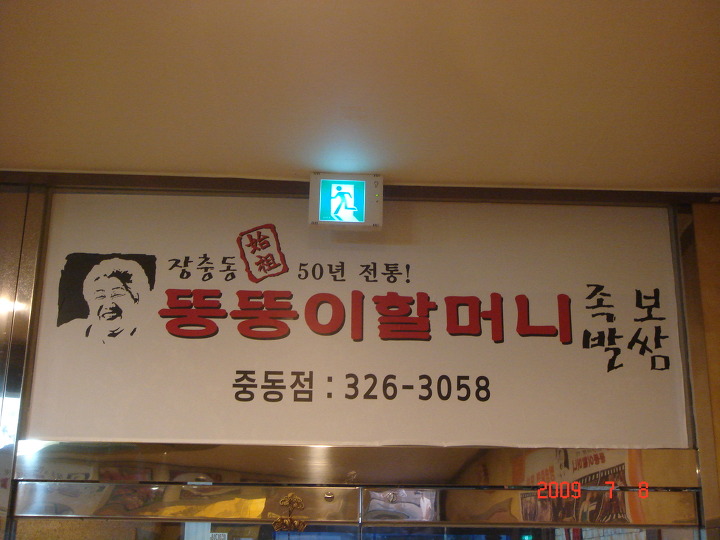 장충동 始祖 50년 전통!
뚱뚱이할머니 족발 보쌈
중동점 : 326-3058
2009 7 8